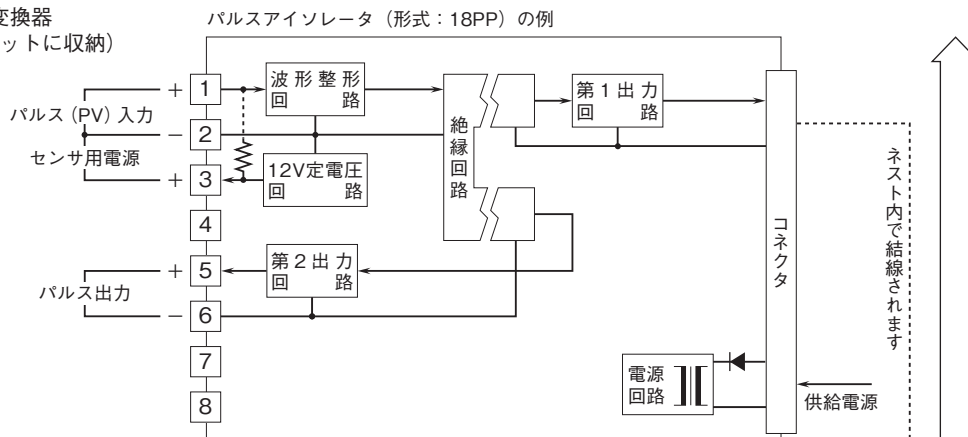 変換器
ットに収納）
パルスアイソレータ（形式：18PP）の例
＋ 1
パルス（PV）入力
－ 2
センサ用電源
＋ 3
4
＋ 5
パルス出力
－ 6
7
8
波形整形
回路
12V定電圧
回路
第2出力
回路
絶縁回路
第1出力
回路
コネクタ
電源
回路
供給電源
ネスト内で結線されます